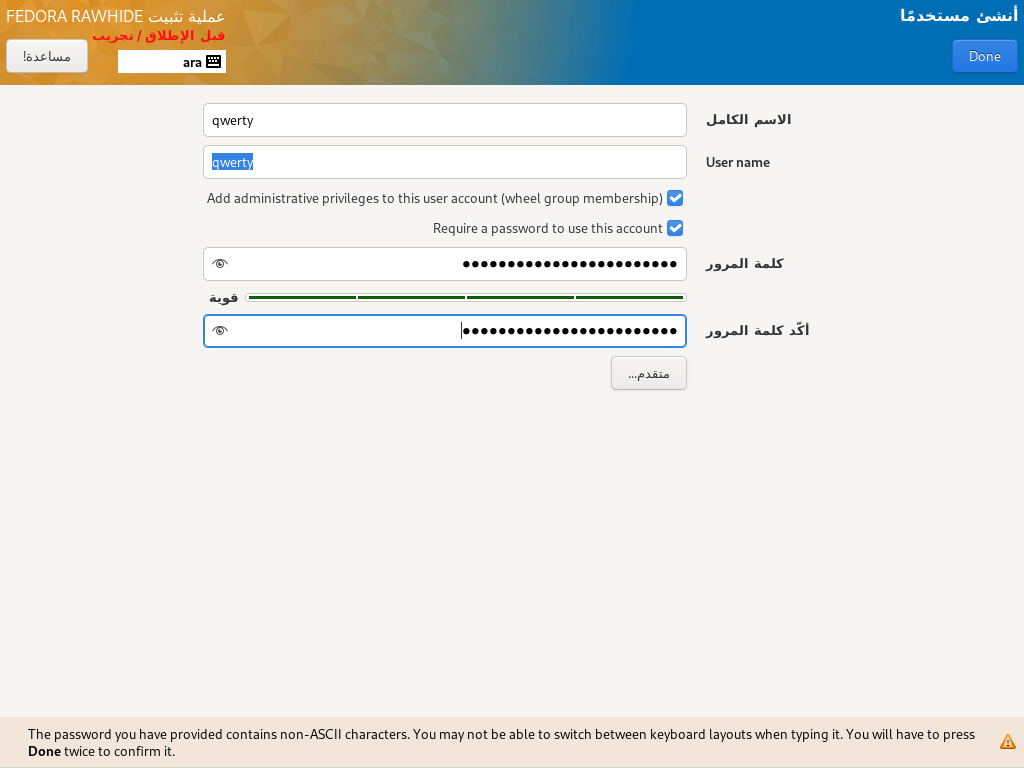 أنشئ مستخدمًا
عملية تثبيت FEDORA RAWHIDE
قبل الإطلاق / تجريب
Done
ara
مساعدة!
الاسم الكامل
qwerty
User name
qwerty
Add administrative privileges to this user account (wheel group membership)
Require a password to use this account
كلمة المرور
●●●●●●●●●●●●●●●●●●●●●●●●
قوية
أكّد كلمة المرور
●●●●●●●●●●●●●●●●●●●●●●●●
متقدم...
The password you have provided contains non-ASCII characters. You may not be able to switch between keyboard layouts when typing it. You will have to press
Done twice to confirm it.